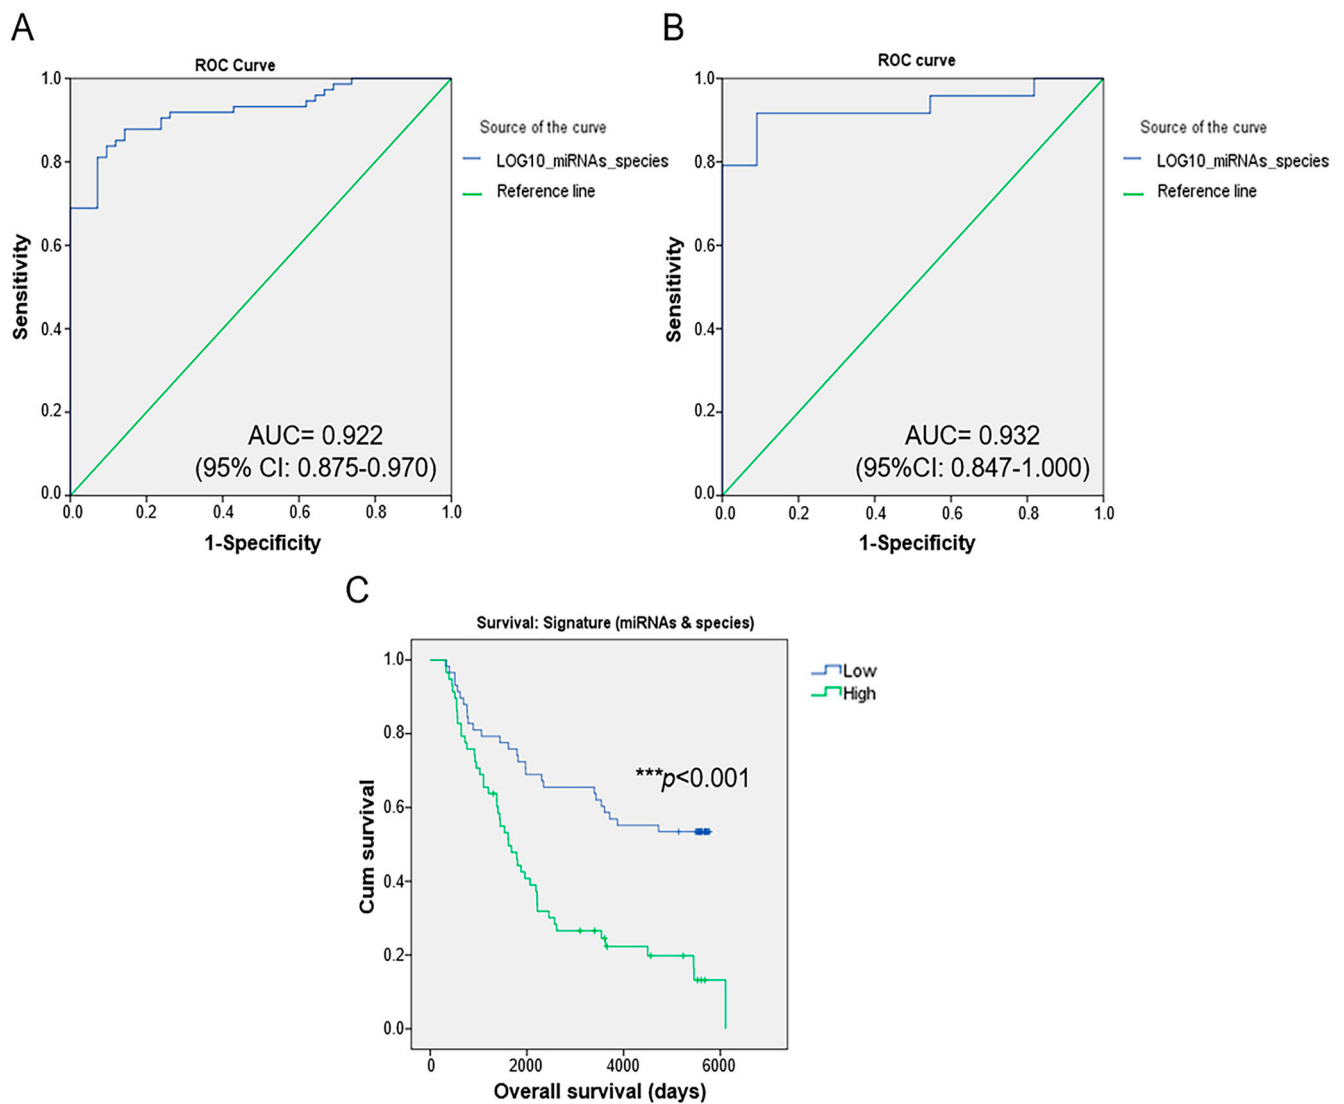 A
ROC Curve
1.0
0.8
0.6
0.4
0.2
0.0
Sensitivity
0.0 0.2 0.4 0.6 0.8 1.0
1-Specificity
AUC= 0.922
(95% CI: 0.875-0.970)
Source of the curve
LOG10_miRNAs_species
Reference line
B
ROC curve
1.0
0.8
0.6
0.4
0.2
0.0
Sensitivity
0.0 0.2 0.4 0.6 0.8 1.0
1-Specificity
AUC= 0.932
(95%CI: 0.847-1.000)
Source of the curve
LOG10_miRNAs_species
Reference line
C
Survival: Signature (miRNAs & species)
1.0
0.8
0.6
0.4
0.2
0.0
Cum survival
0 2000 4000 6000
Overall survival (days)
***p<0.001
Low
High